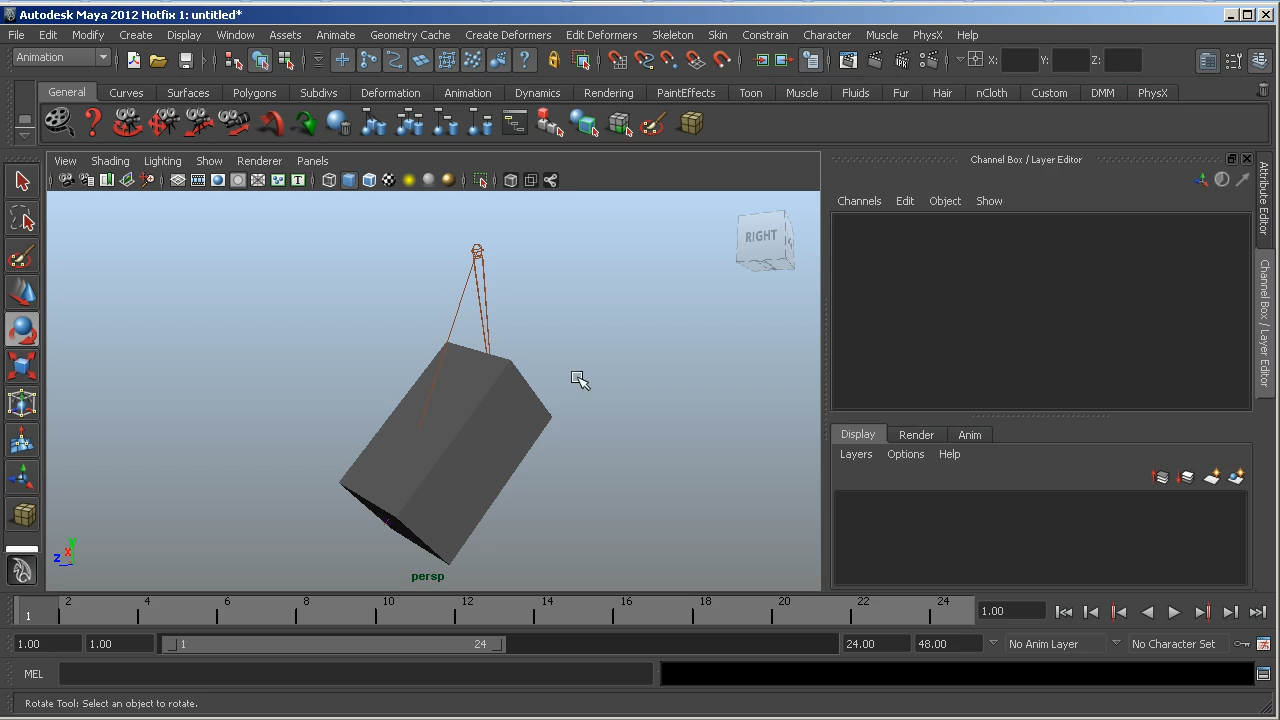 Autodesk Maya 2012 Hotfix 1: untitled*
File Edit Modify Create Display Window Assets Animate Geometry Cache Create Deformers Edit Deformers Skeleton Skin Constrain Character Muscle PhysX Help
Animation X: Y: Z:
General Curves Surfaces Polygons Subdivs Deformation Animation Dynamics Rendering PaintEffects Toon Muscle Fluids Fur Hair nCloth Custom DMM PhysX
View Shading Lighting Show Renderer Panels
Channel Box / Layer Editor
Channels Edit Object Show
Attribute Editor
Channel Box / Layer Editor
RIGHT
persp
y
x
z
Display Render Anim
Layers Options Help
1 2 4 6 8 10 12 14 16 18 20 22 24 1.00
1.00 1.00 1 24 24.00 48.00 No Anim Layer No Character Set
MEL
Rotate Tool: Select an object to rotate.